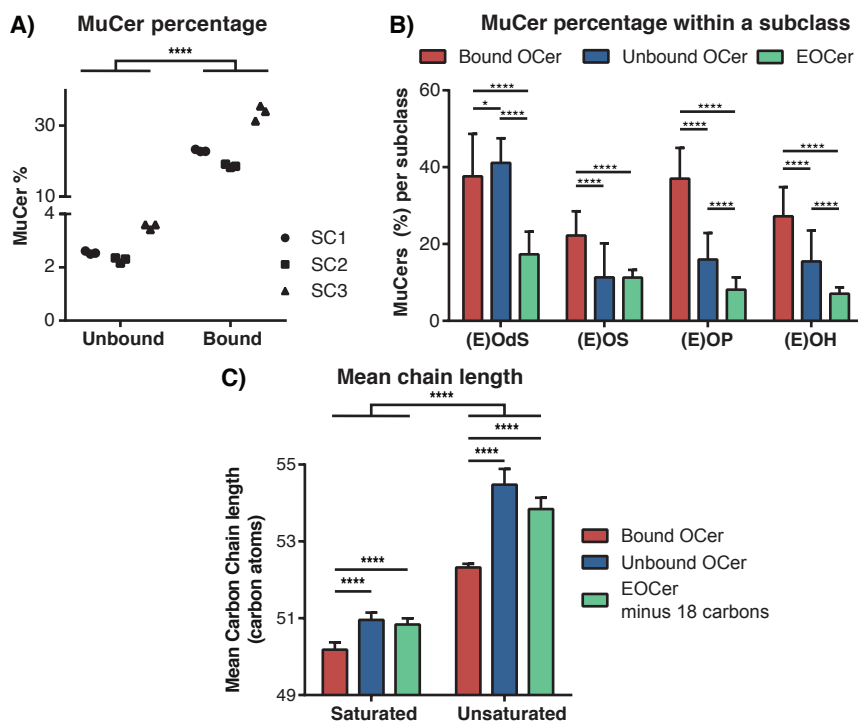 A) MuCer percentage
****
MuCer %
30
10
4
2
0
SC1
SC2
SC3
Unbound Bound
B) MuCer percentage within a subclass
Bound OCer Unbound OCer EOCer
MuCers (%) per subclass
60
40
20
0
****
*
****
****
****
****
****
****
****
****
****
(E)OdS (E)OS (E)OP (E)OH
C) Mean chain length
****
****
****
****
****
Mean Carbon Chain length
(carbon atoms)
55
53
51
49
Bound OCer
Unbound OCer
EOCer
minus 18 carbons
Saturated Unsaturated